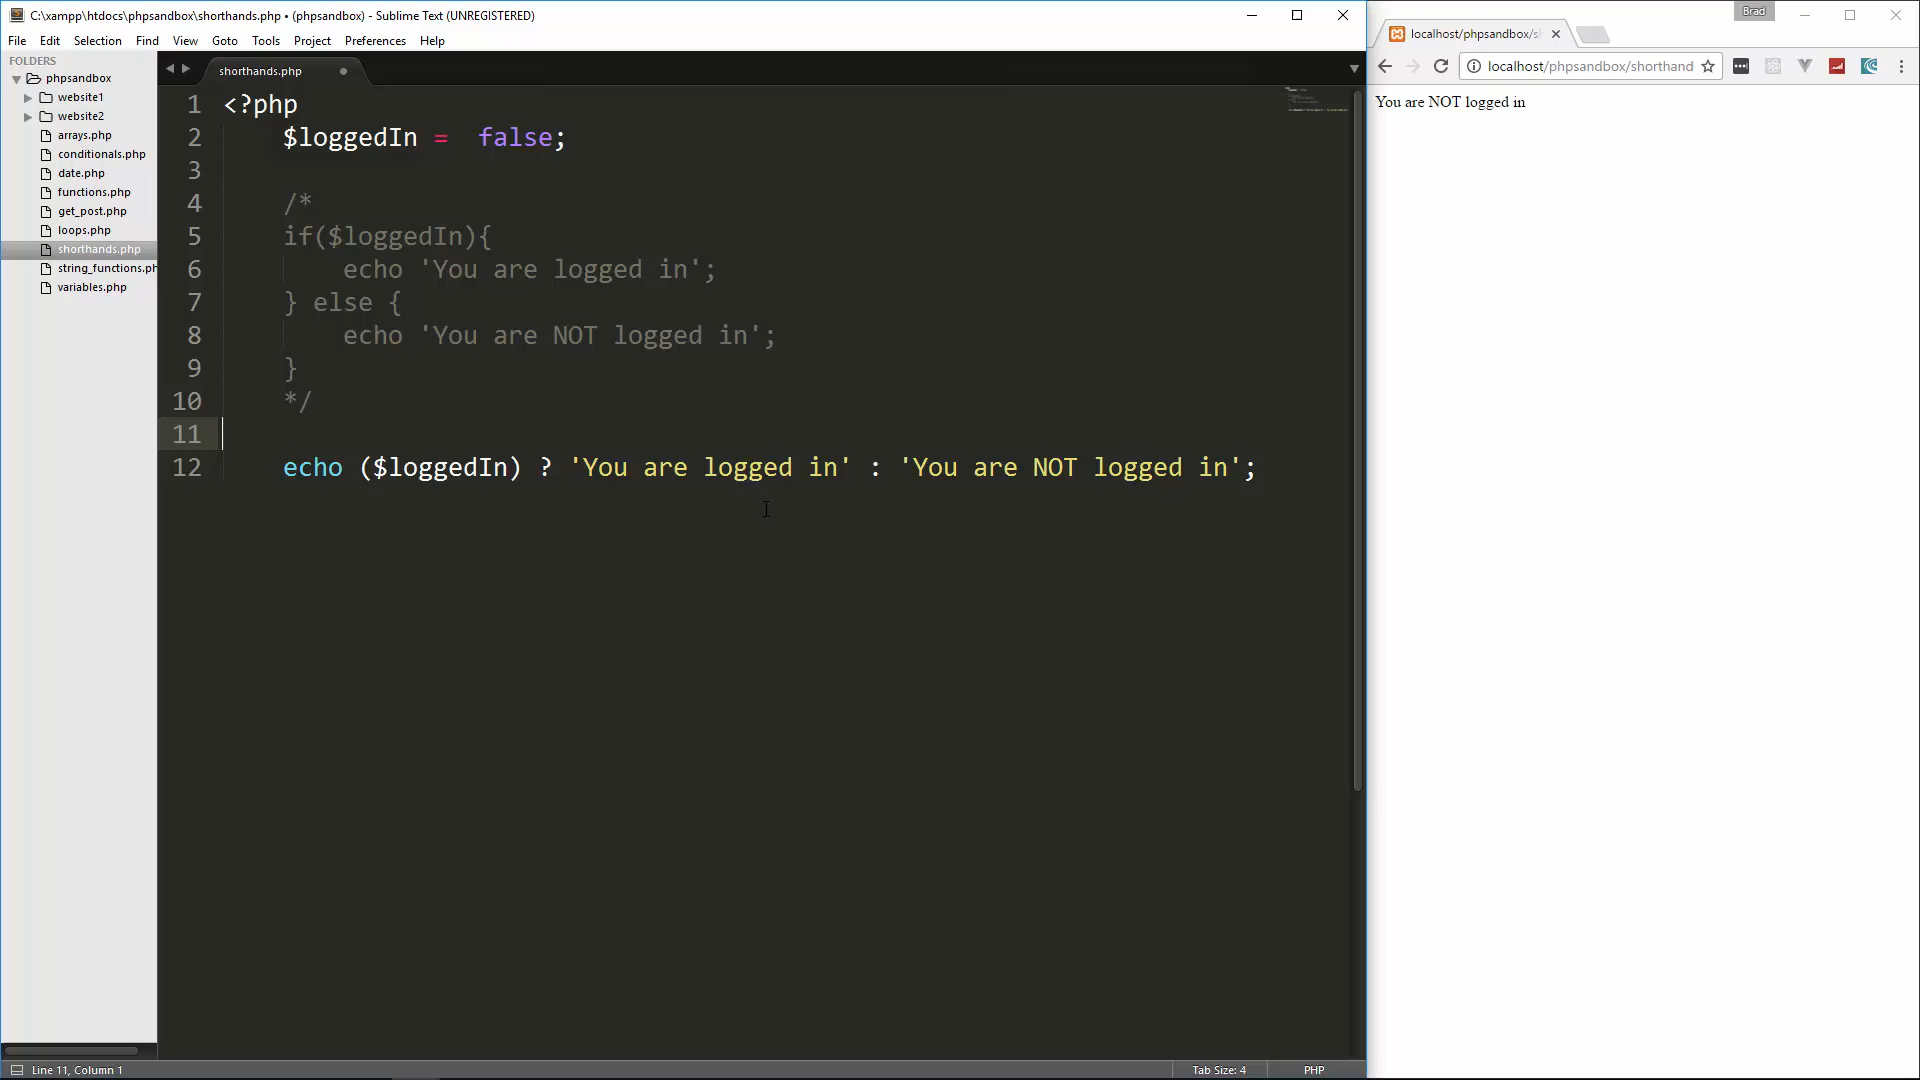 C:\xampp\htdocs\phpsandbox\shorthands.php • (phpsandbox) - Sublime Text (UNREGISTERED)
File Edit Selection Find View Goto Tools Project Preferences Help
FOLDERS
phpsandbox
website1
website2
arrays.php
conditionals.php
date.php
functions.php
get_post.php
loops.php
shorthands.php
string_functions.ph
variables.php
shorthands.php
1 <?php
2 $loggedIn =  false;
3
4 /*
5 if($loggedIn){
6 echo 'You are logged in';
7 } else {
8 echo 'You are NOT logged in';
9 }
10 */
11
12 echo ($loggedIn) ? 'You are logged in' : 'You are NOT logged in';
Line 11, Column 1
Tab Size: 4
PHP
Brad
localhost/phpsandbox/s
localhost/phpsandbox/shorthand
You are NOT logged in